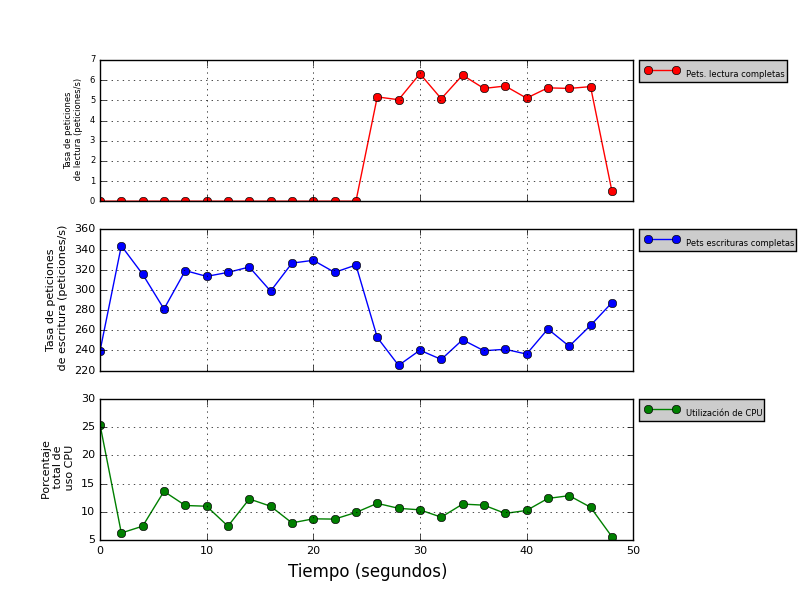 7
6
5
4
3
2
1
0
Tasa de peticiones
de lectura (peticiones/s)
Pets. lectura completas
360
340
320
300
280
260
240
220
Tasa de peticiones
de escritura (peticiones/s)
Pets escrituras completas
30
25
20
15
10
5
Porcentaje
total de
uso CPU
Utilización de CPU
0 10 20 30 40 50
Tiempo (segundos)